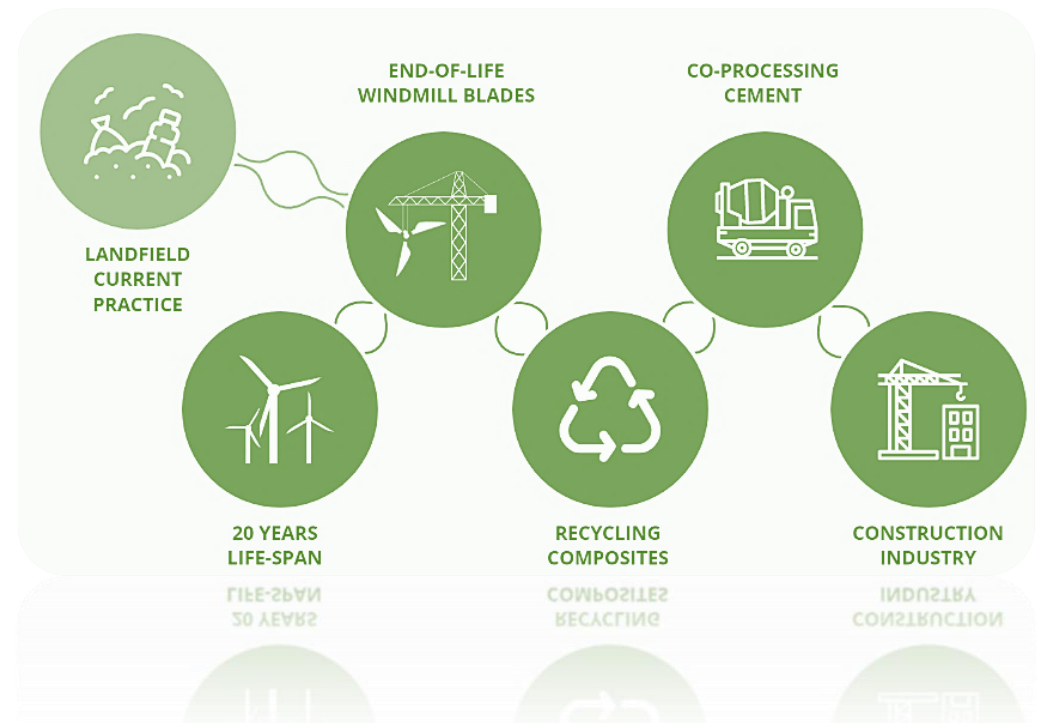 END-OF-LIFE
WINDMILL BLADES
CO-PROCESSING
CEMENT
LANDFIELD
CURRENT
PRACTICE
20 YEARS
LIFE-SPAN
RECYCLING
COMPOSITES
CONSTRUCTION
INDUSTRY